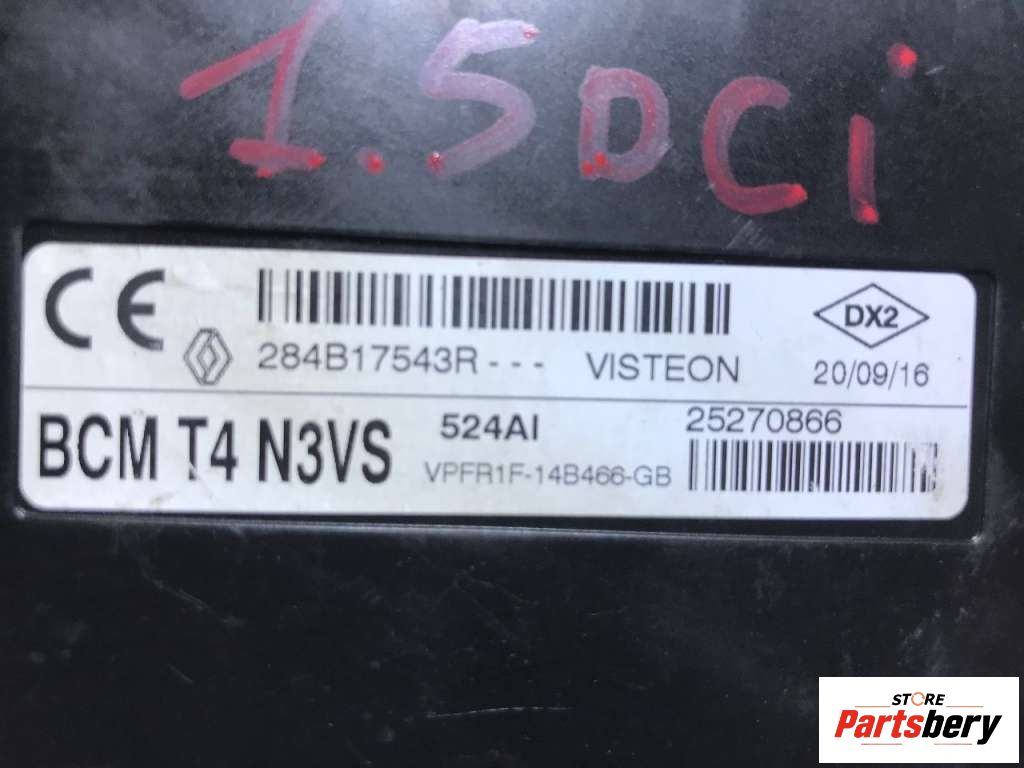 1.5DCi
CE 284B17543R - - - VISTEON DX2 20/09/16
BCM T4 N3VS 524AI 25270866
VPFR1F-14B466-GB
STORE
Partsbery